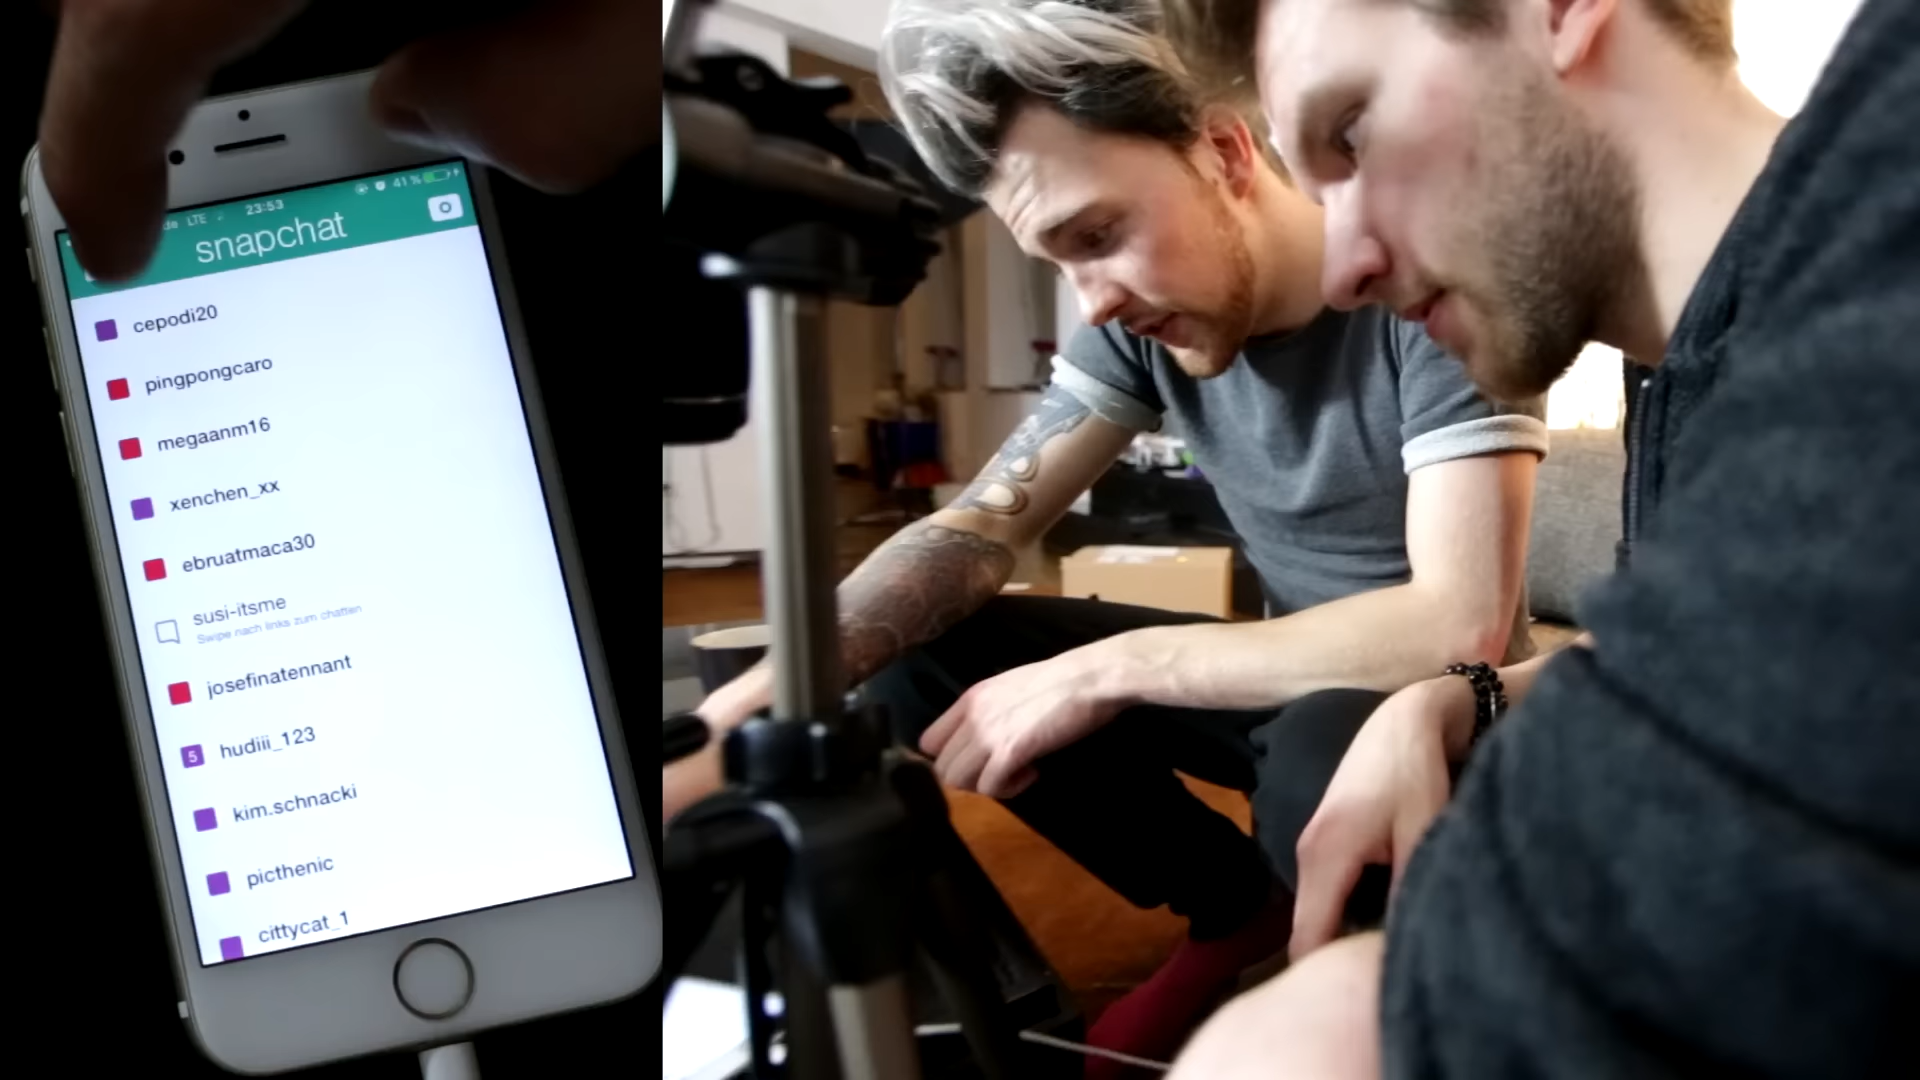 LTE 23:53 41 %
snapchat
cepodi20
pingpongcaro
megaanm16
xenchen_xx
ebruatmaca30
susi-itsme
Swipe nach links zum chatten
josefinatennant
5 hudiii_123
kim.schnacki
picthenic
cittycat_1